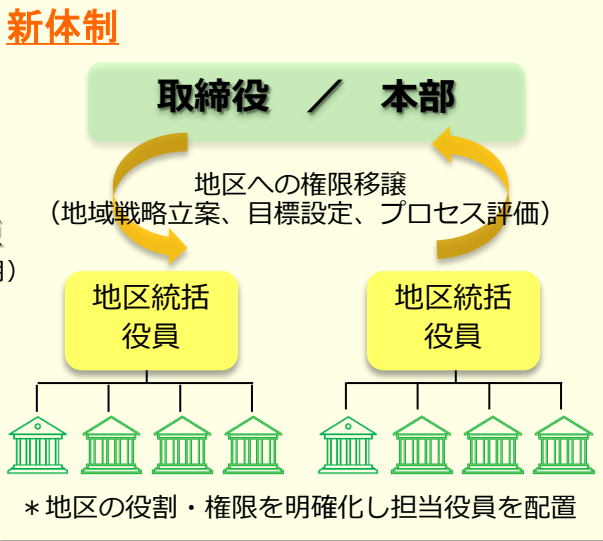 新体制
取締役 ／ 本部
地区への権限移譲
（地域戦略立案、目標設定、プロセス評価）
地区統括
役員
地区統括
役員
＊地区の役割・権限を明確化し担当役員を配置